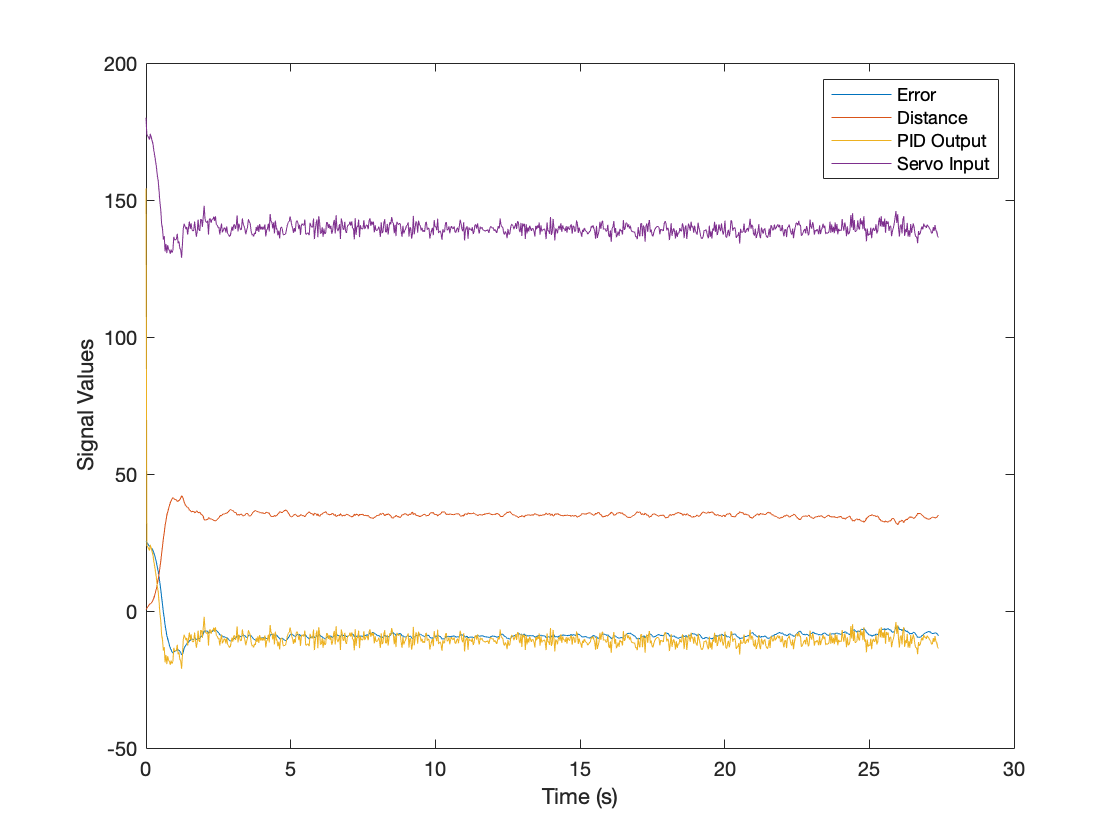 200
150
100
50
0
-50
0 5 10 15 20 25 30
Signal Values
Time (s)
Error
Distance
PID Output
Servo Input